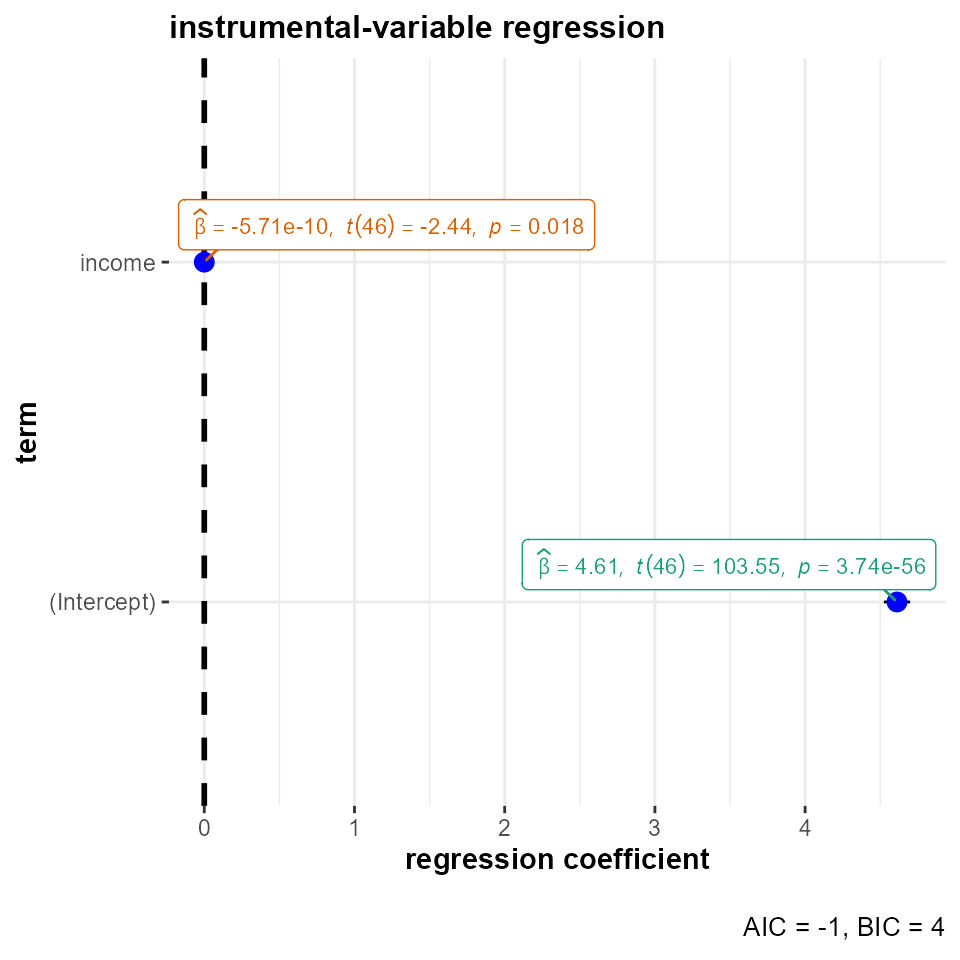 instrumental-variable regression
β̂ = -5.71e-10, t(46) = -2.44, p = 0.018
income
term
β̂ = 4.61, t(46) = 103.55, p = 3.74e-56
(Intercept)
0 1 2 3 4
regression coefficient
AIC = -1, BIC = 4